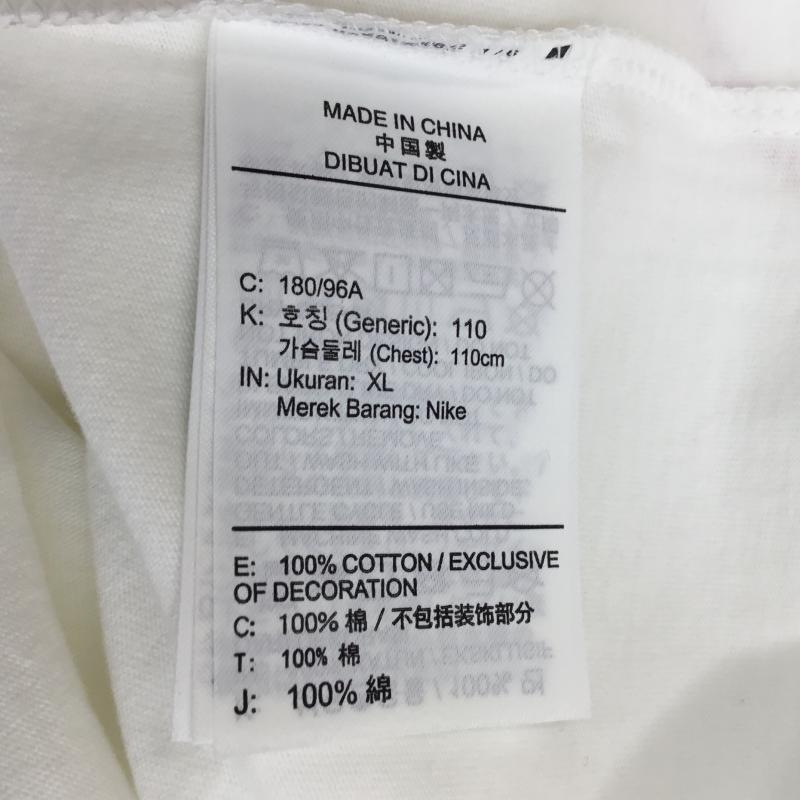 MADE IN CHINA
中国製
DIBUAT DI CINA
C: 180/96A
K: 호칭 (Generic): 110
가슴둘레 (Chest): 110cm
IN: Ukuran: XL
Merek Barang: Nike
E: 100% COTTON / EXCLUSIVE
OF DECORATION
C: 100% 棉 / 不包括装饰部分
T: 100% 棉
J: 100% 綿